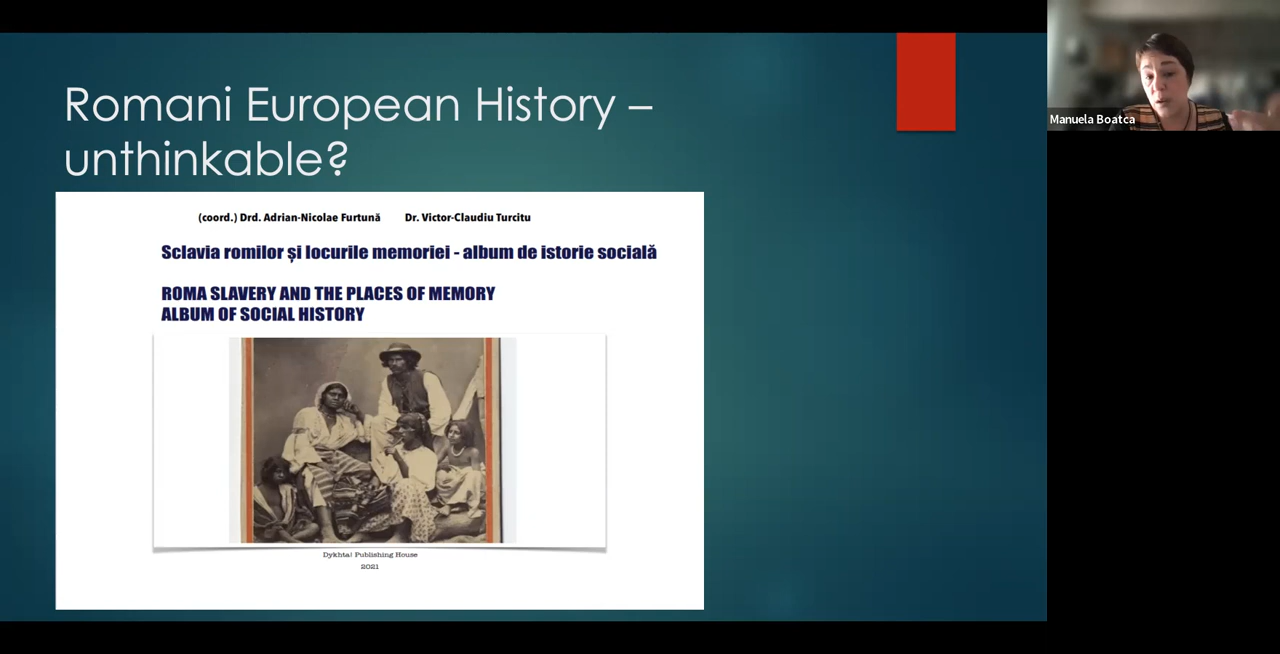 Romani European History –
unthinkable?
(coord.) Drd. Adrian-Nicolae Furtună Dr. Victor-Claudiu Turcitu
Sclavia romilor și locurile memoriei - album de istorie socială
ROMA SLAVERY AND THE PLACES OF MEMORY
ALBUM OF SOCIAL HISTORY
Dykhta! Publishing House
2021
Manuela Boatca